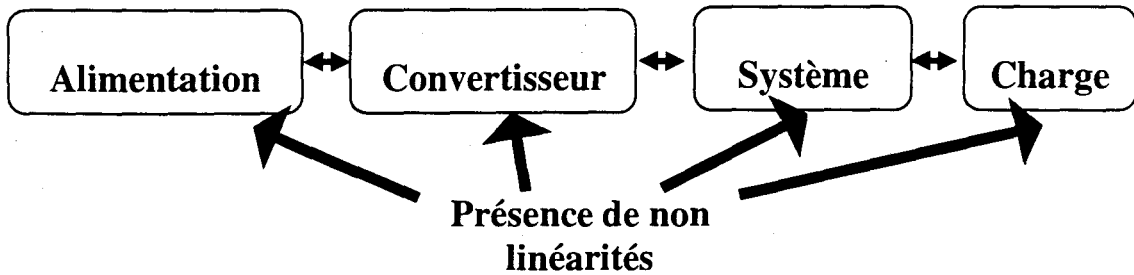 Alimentation
Convertisseur
Système
Charge
Présence de non
linéarités